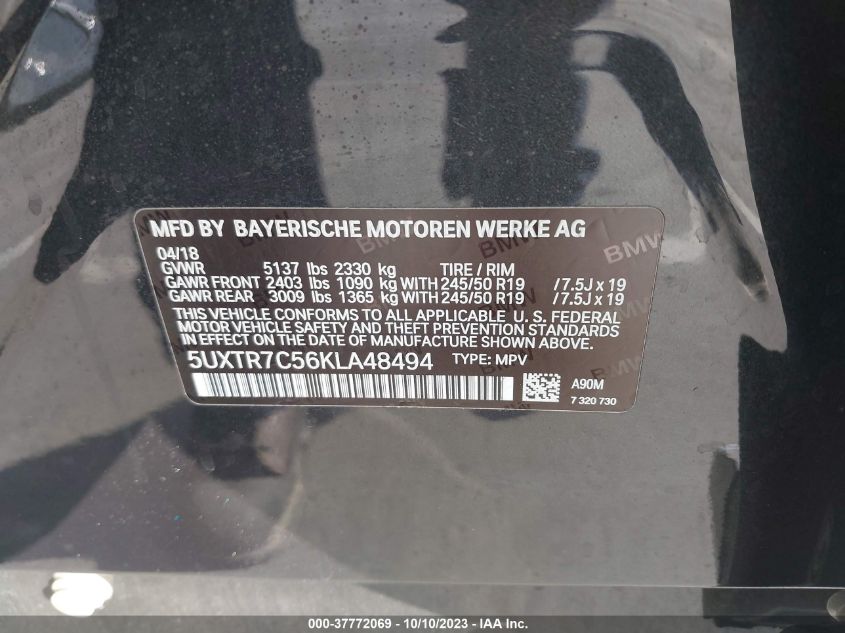 MFD BY BAYERISCHE MOTOREN WERKE AG
04/18
GVWR 5137 lbs 2330 kg TIRE / RIM
GAWR FRONT 2403 lbs 1090 kg WITH 245/50 R19 /7.5J x 19
GAWR REAR 3009 lbs 1365 kg WITH 245/50 R19 /7.5J x 19
THIS VEHICLE CONFORMS TO ALL APPLICABLE U. S. FEDERAL
MOTOR VEHICLE SAFETY AND THEFT PREVENTION STANDARDS
IN EFFECT ON THE DATE OF MANUFACTURE SHOWN ABOVE.
5UXTR7C56KLA48494 TYPE: MPV
A90M
7 320 730
BMW
000-37772069 - 10/10/2023 - IAA Inc.